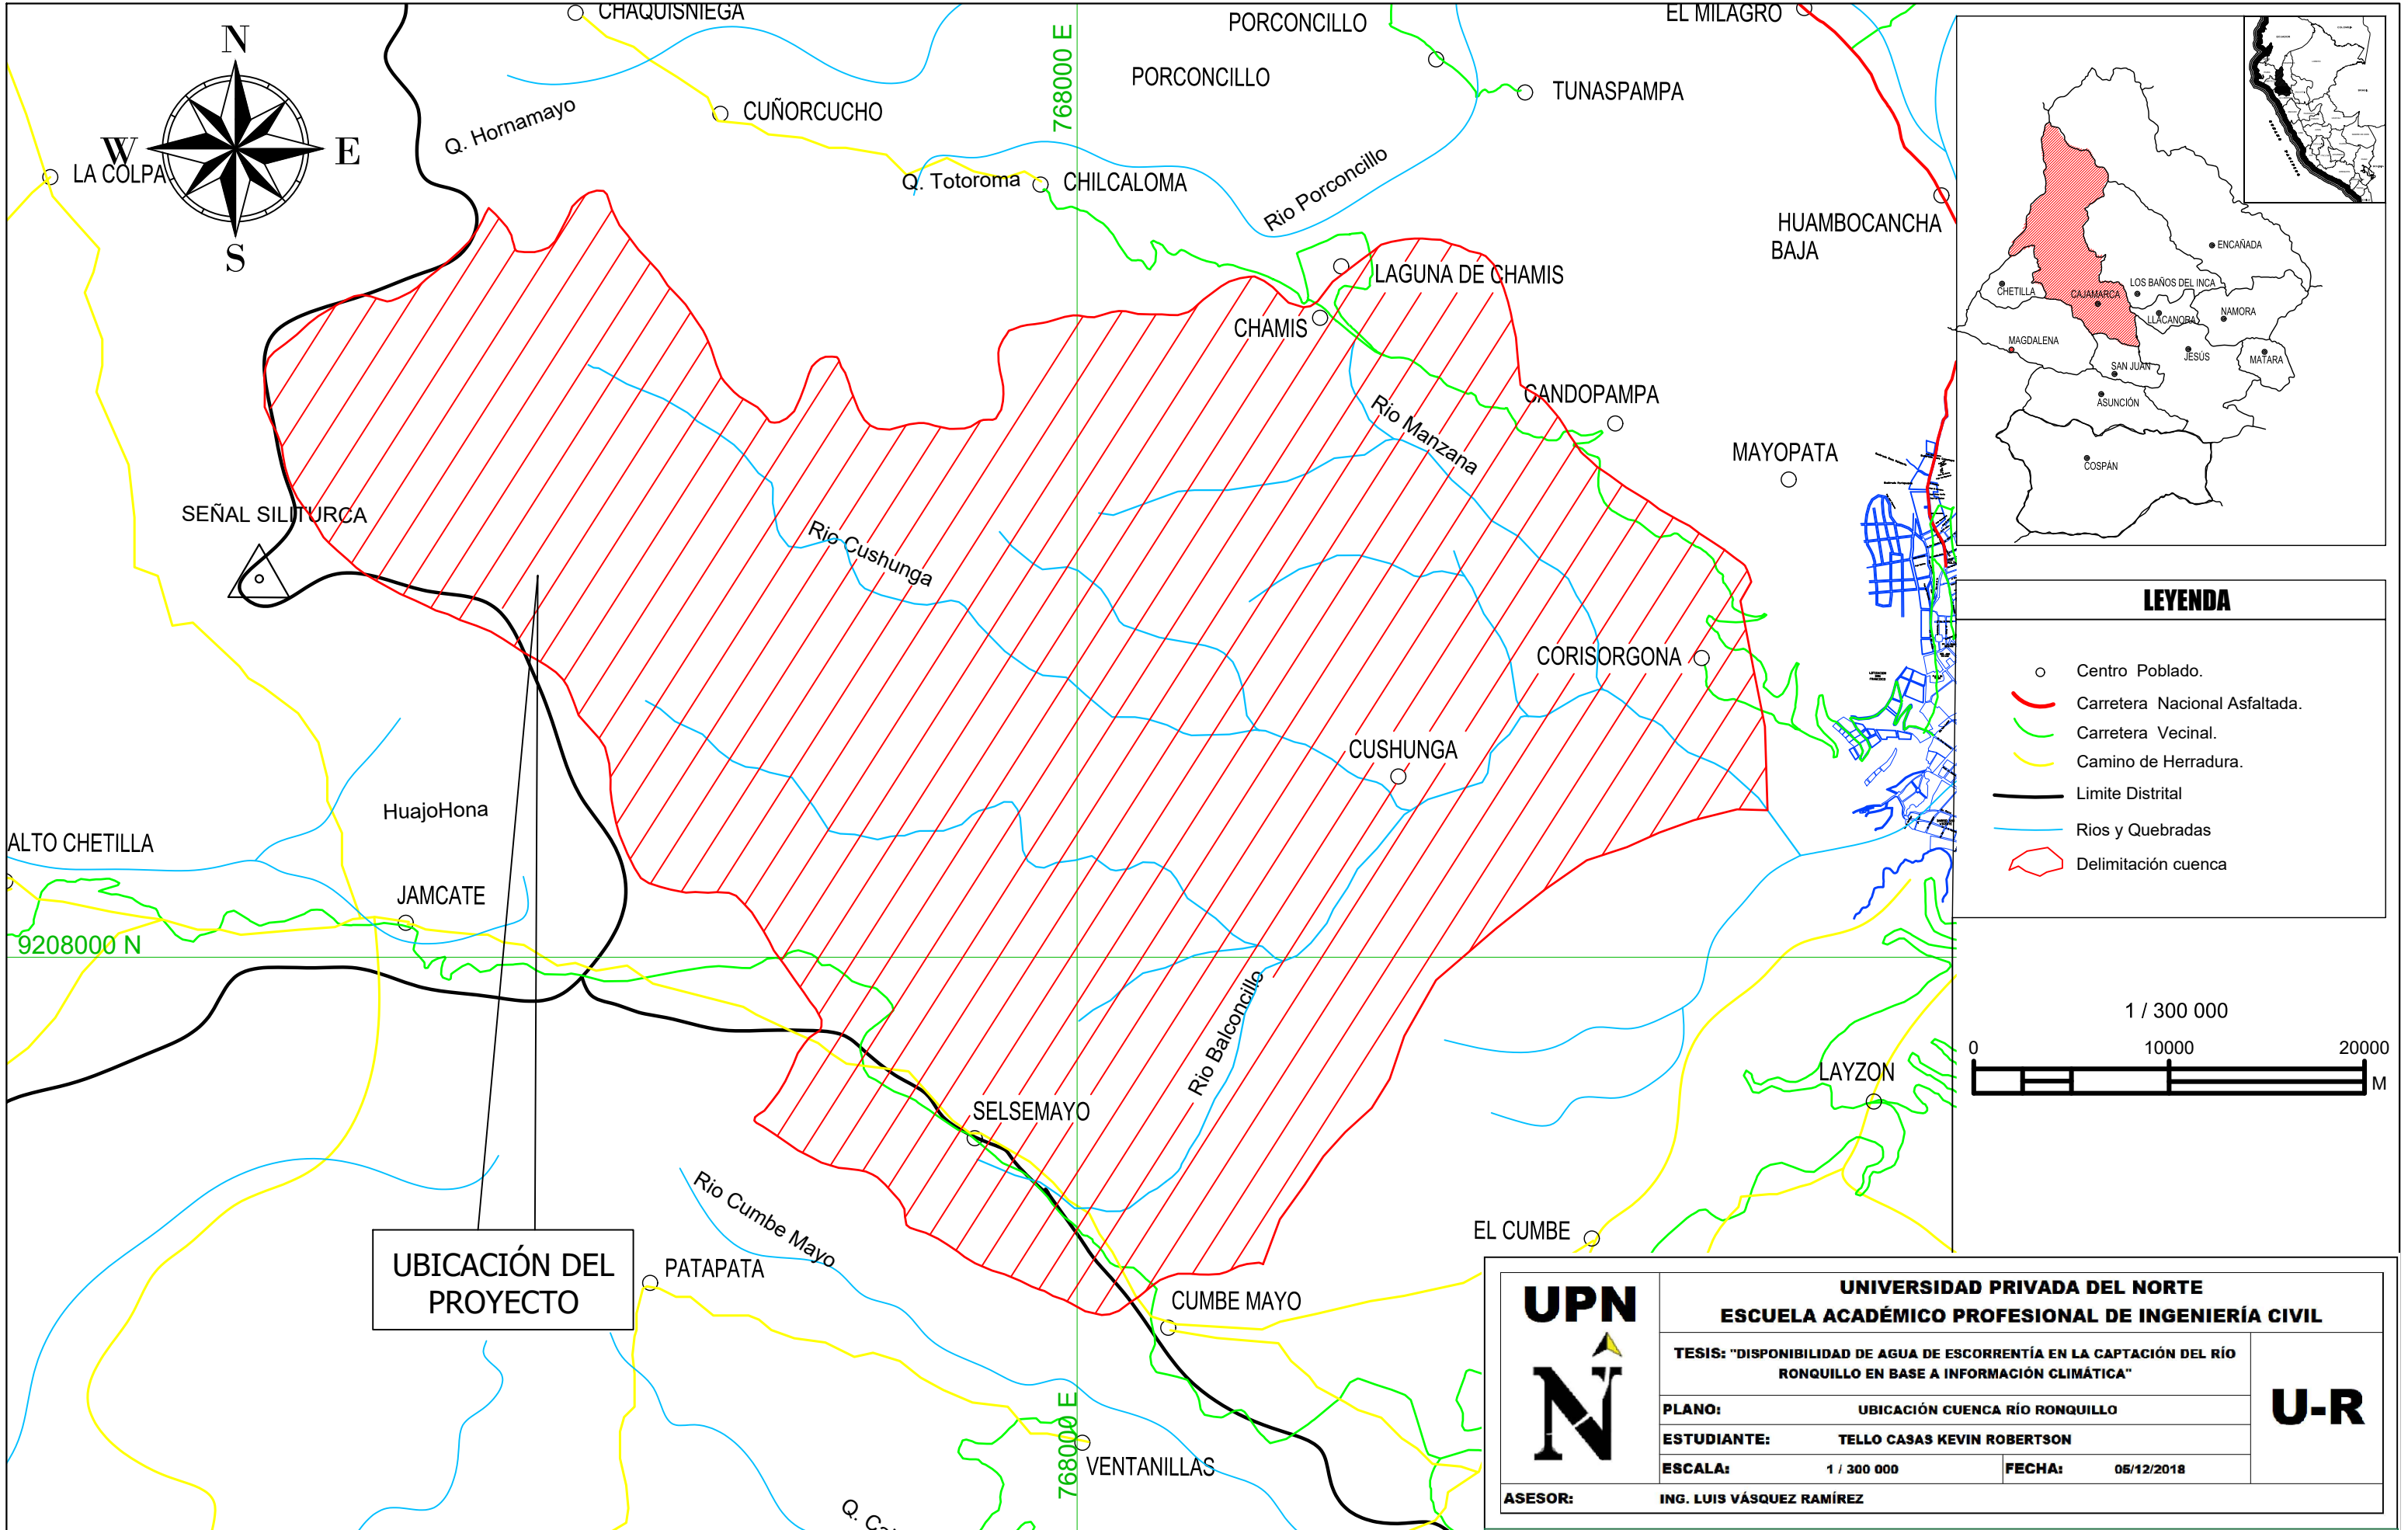 CHAQUISNIEGA
PORCONCILLO
EL MILAGRO
N
W
E
S
768000 E
PORCONCILLO
TUNASPAMPA
CUÑORCUCHO
Q. Hornamayo
LA COLPA
Q. Totoroma
CHILCALOMA
Rio Porconcillo
HUAMBOCANCHA
BAJA
LAGUNA DE CHAMIS
CHAMIS
CANDOPAMPA
Rio Manzana
MAYOPATA
SEÑAL SILITURCA
Rio Cushunga
CORISORGONA
CUSHUNGA
HuajoHona
ALTO CHETILLA
JAMCATE
9208000 N
Rio Balconcillo
LAYZON
SELSEMAYO
Rio Cumbe Mayo
EL CUMBE
UBICACIÓN DEL
PROYECTO
PATAPATA
CUMBE MAYO
768000 E
VENTANILLAS
ENCAÑADA
LOS BAÑOS DEL INCA
CHETILLA
CAJAMARCA
LLACANORA
NAMORA
MAGDALENA
JESÚS
MATARA
SAN JUAN
ASUNCIÓN
COSPÁN
LEYENDA
Centro Poblado.
Carretera Nacional Asfaltada.
Carretera Vecinal.
Camino de Herradura.
Limite Distrital
Rios y Quebradas
Delimitación cuenca
1 / 300 000
0 10000 20000
M
UPN
N
UNIVERSIDAD PRIVADA DEL NORTE
ESCUELA ACADÉMICO PROFESIONAL DE INGENIERÍA CIVIL
TESIS: "DISPONIBILIDAD DE AGUA DE ESCORRENTÍA EN LA CAPTACIÓN DEL RÍO
RONQUILLO EN BASE A INFORMACIÓN CLIMÁTICA"
PLANO: UBICACIÓN CUENCA RÍO RONQUILLO
ESTUDIANTE: TELLO CASAS KEVIN ROBERTSON
ESCALA: 1 / 300 000 FECHA: 05/12/2018
U-R
ASESOR: ING. LUIS VÁSQUEZ RAMÍREZ